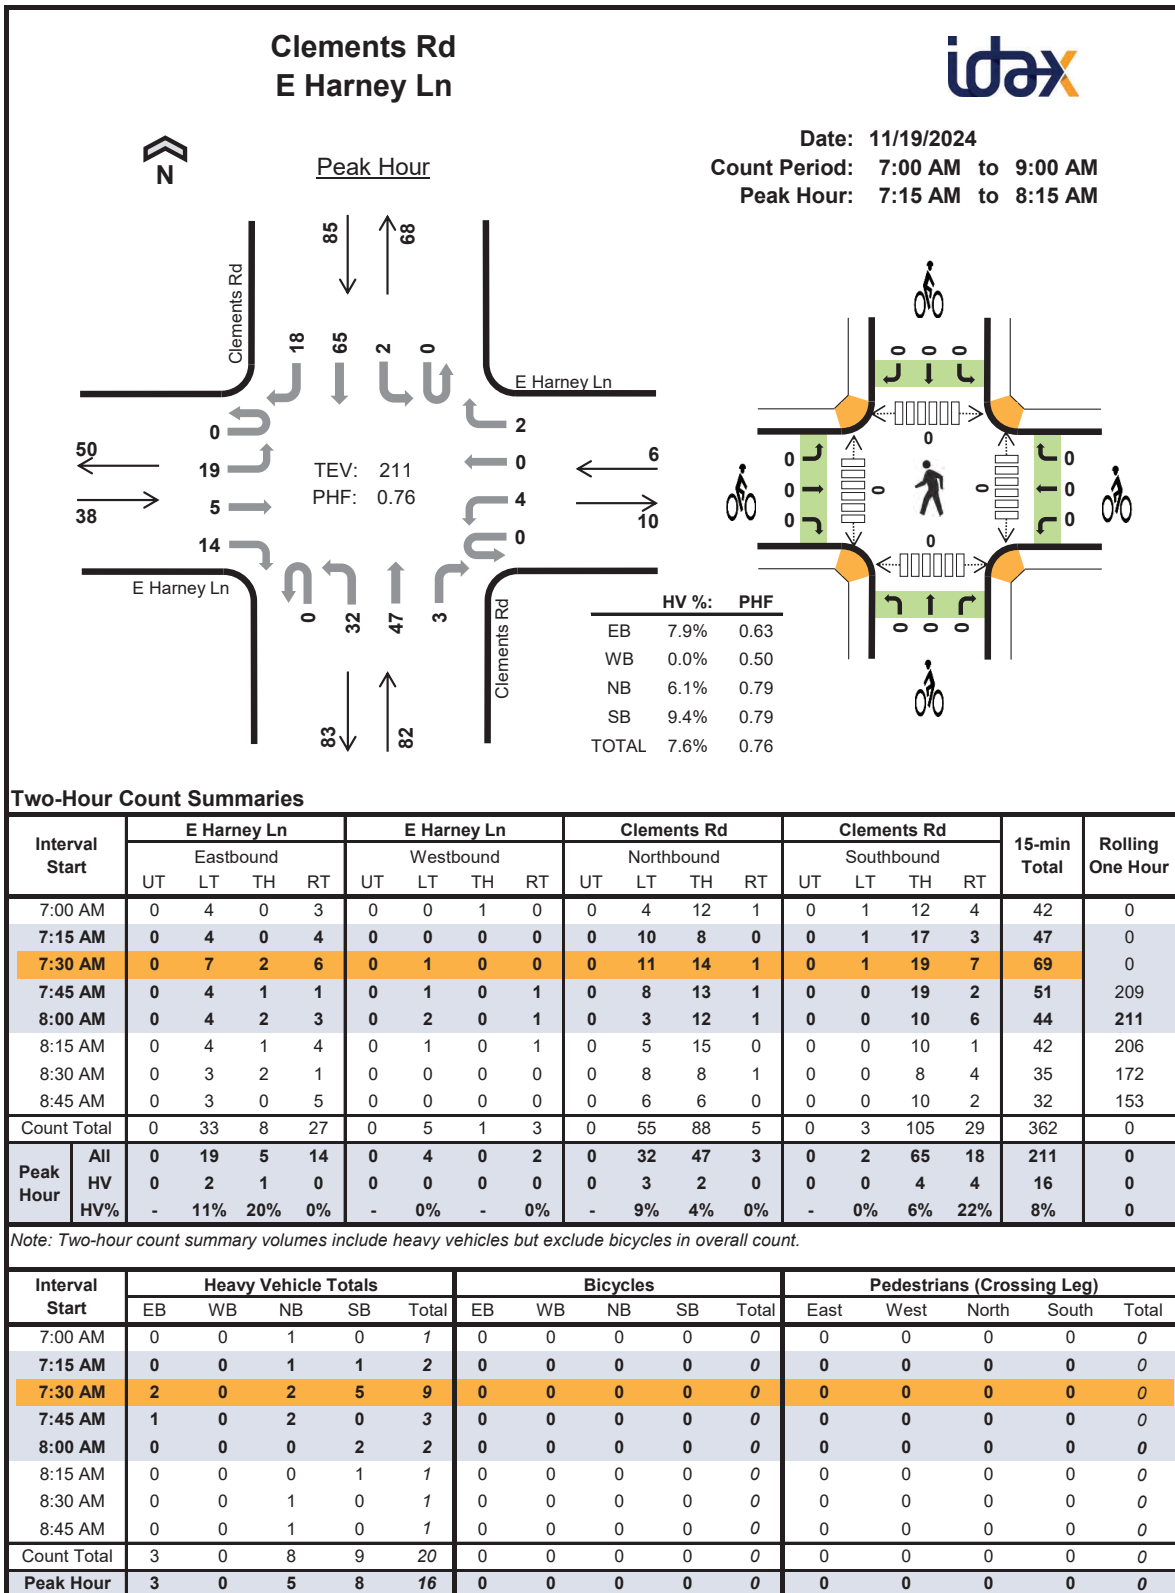 Clements Rd
E Harney Ln
idax
N
Peak Hour
Date: 11/19/2024
Count Period: 7:00 AM to 9:00 AM
Peak Hour: 7:15 AM to 8:15 AM
85 68
Clements Rd
18 65 2 0
E Harney Ln
0 2
50 19 TEV: 211 0 6
38 5 PHF: 0.76 4 10
14 0
E Harney Ln
0 32 47 3
Clements Rd
83 82
0 0 0
0
0 0
0 0 0 0
0 0
0
0 0 0
HV %: PHF
EB 7.9% 0.63
WB 0.0% 0.50
NB 6.1% 0.79
SB 9.4% 0.79
TOTAL 7.6% 0.76
Two-Hour Count Summaries
Interval Start E Harney Ln E Harney Ln Clements Rd Clements Rd 15-min Total Rolling One Hour
Eastbound Westbound Northbound Southbound
UT LT TH RT UT LT TH RT UT LT TH RT UT LT TH RT
7:00 AM 0 4 0 3 0 0 1 0 0 4 12 1 0 1 12 4 42 0
7:15 AM 0 4 0 4 0 0 0 0 0 10 8 0 0 1 17 3 47 0
7:30 AM 0 7 2 6 0 1 0 0 0 11 14 1 0 1 19 7 69 0
7:45 AM 0 4 1 1 0 1 0 1 0 8 13 1 0 0 19 2 51 209
8:00 AM 0 4 2 3 0 2 0 1 0 3 12 1 0 0 10 6 44 211
8:15 AM 0 4 1 4 0 1 0 1 0 5 15 0 0 0 10 1 42 206
8:30 AM 0 3 2 1 0 0 0 0 0 8 8 1 0 0 8 4 35 172
8:45 AM 0 3 0 5 0 0 0 0 0 6 6 0 0 0 10 2 32 153
Count Total 0 33 8 27 0 5 1 3 0 55 88 5 0 3 105 29 362 0
Peak Hour All 0 19 5 14 0 4 0 2 0 32 47 3 0 2 65 18 211 0
HV 0 2 1 0 0 0 0 0 0 3 2 0 0 0 4 4 16 0
HV% - 11% 20% 0% - 0% - 0% - 9% 4% 0% - 0% 6% 22% 8% 0
Note: Two-hour count summary volumes include heavy vehicles but exclude bicycles in overall count.
Interval Start Heavy Vehicle Totals Bicycles Pedestrians (Crossing Leg)
EB WB NB SB Total EB WB NB SB Total East West North South Total
7:00 AM 0 0 1 0 1 0 0 0 0 0 0 0 0 0 0
7:15 AM 0 0 1 1 2 0 0 0 0 0 0 0 0 0 0
7:30 AM 2 0 2 5 9 0 0 0 0 0 0 0 0 0 0
7:45 AM 1 0 2 0 3 0 0 0 0 0 0 0 0 0 0
8:00 AM 0 0 0 2 2 0 0 0 0 0 0 0 0 0 0
8:15 AM 0 0 0 1 1 0 0 0 0 0 0 0 0 0 0
8:30 AM 0 0 1 0 1 0 0 0 0 0 0 0 0 0 0
8:45 AM 0 0 1 0 1 0 0 0 0 0 0 0 0 0 0
Count Total 3 0 8 9 20 0 0 0 0 0 0 0 0 0 0
Peak Hour 3 0 5 8 16 0 0 0 0 0 0 0 0 0 0